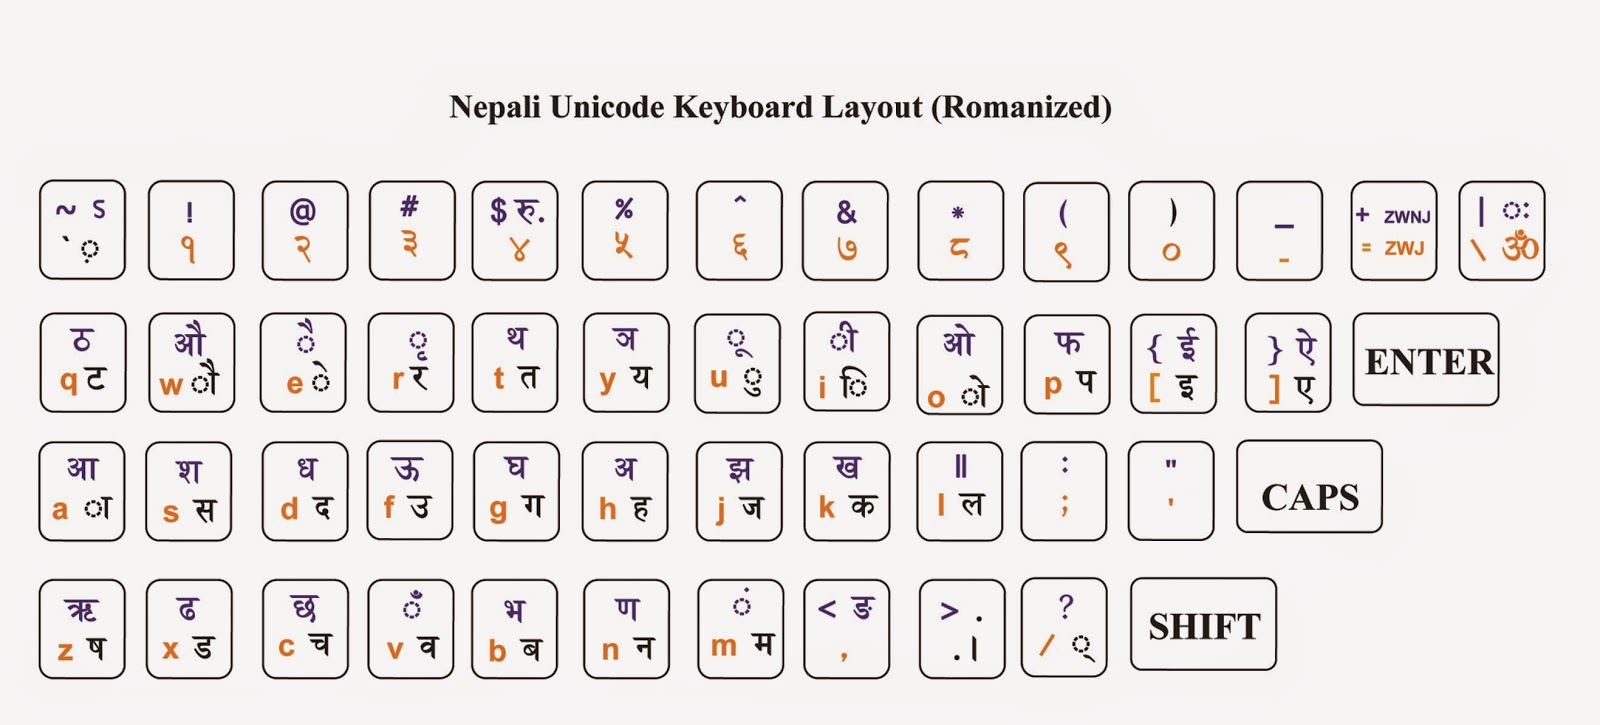 Nepali Unicode Keyboard Layout (Romanized)
~ ऽ ! @ # $ रु. % ^ & * ( ) _ + ZWNJ | ः
` ़ १ २ ३ ४ ५ ६ ७ ८ ९ ० - = ZWJ \ ॐ
ठ औ ै ृ थ ञ ू ी ओ फ { ई } ऐ ENTER
q ट w ौ e े r र t त y य u ु i ि o ो p प [ इ ] ए
आ श ध ऊ घ अ झ ख ॥ : "
a ा s स d द f उ g ग h ह j ज k क l ल ; ' CAPS
ऋ ढ छ ँ भ ण ं < ङ > . ? SHIFT
z ष x ड c च v व b ब n न m म , . । / ्